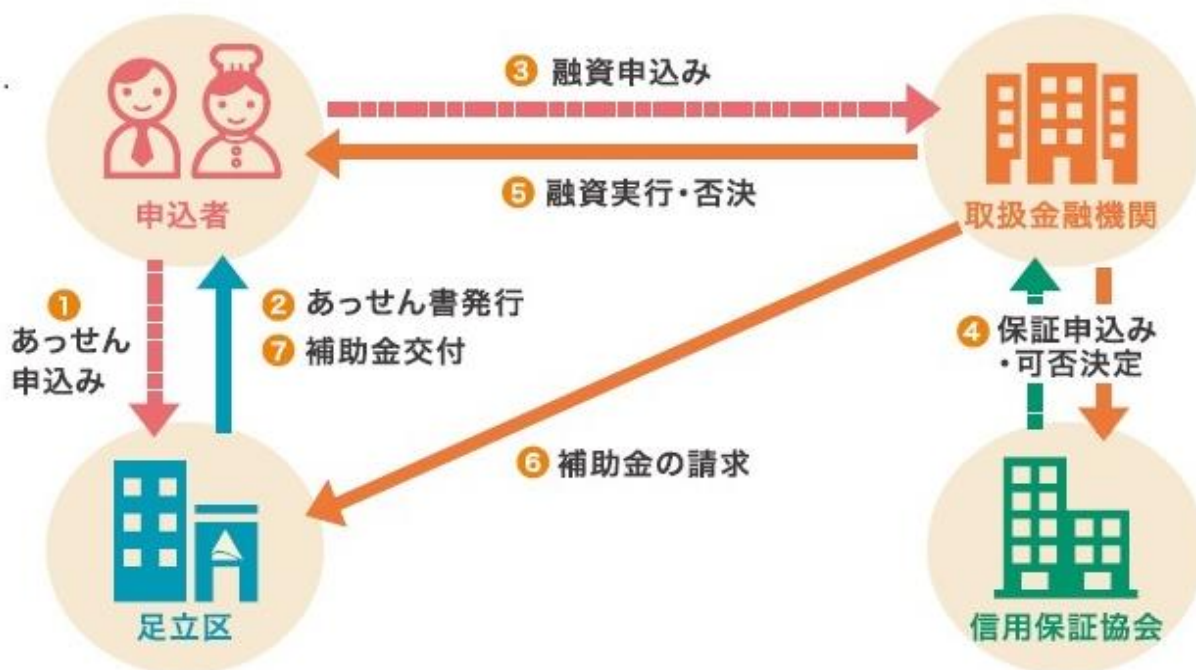 ③ 融資申込み
⑤ 融資実行・否決
申込者
取扱金融機関
①
あっせん
申込み
② あっせん書発行
⑦ 補助金交付
④ 保証申込み
・可否決定
⑥ 補助金の請求
足立区
信用保証協会